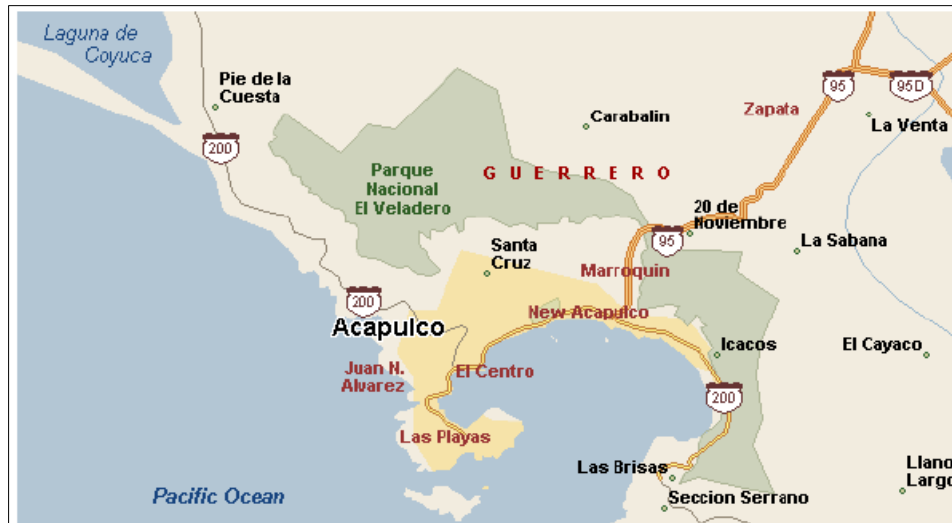 Laguna de
Coyuca
Pie de la
Cuesta
95
95D
Zapata
Carabalin
La Venta
200
Parque
Nacional
El Veladero
G U E R R E R O
20 de
Noviembre
95
La Sabana
Santa
Cruz
Marroquin
200
New Acapulco
Acapulco
Icacos
El Cayaco
Juan N.
Alvarez
El Centro
200
Las Playas
Las Brisas
Llano
Largo
Pacific Ocean
Seccion Serrano